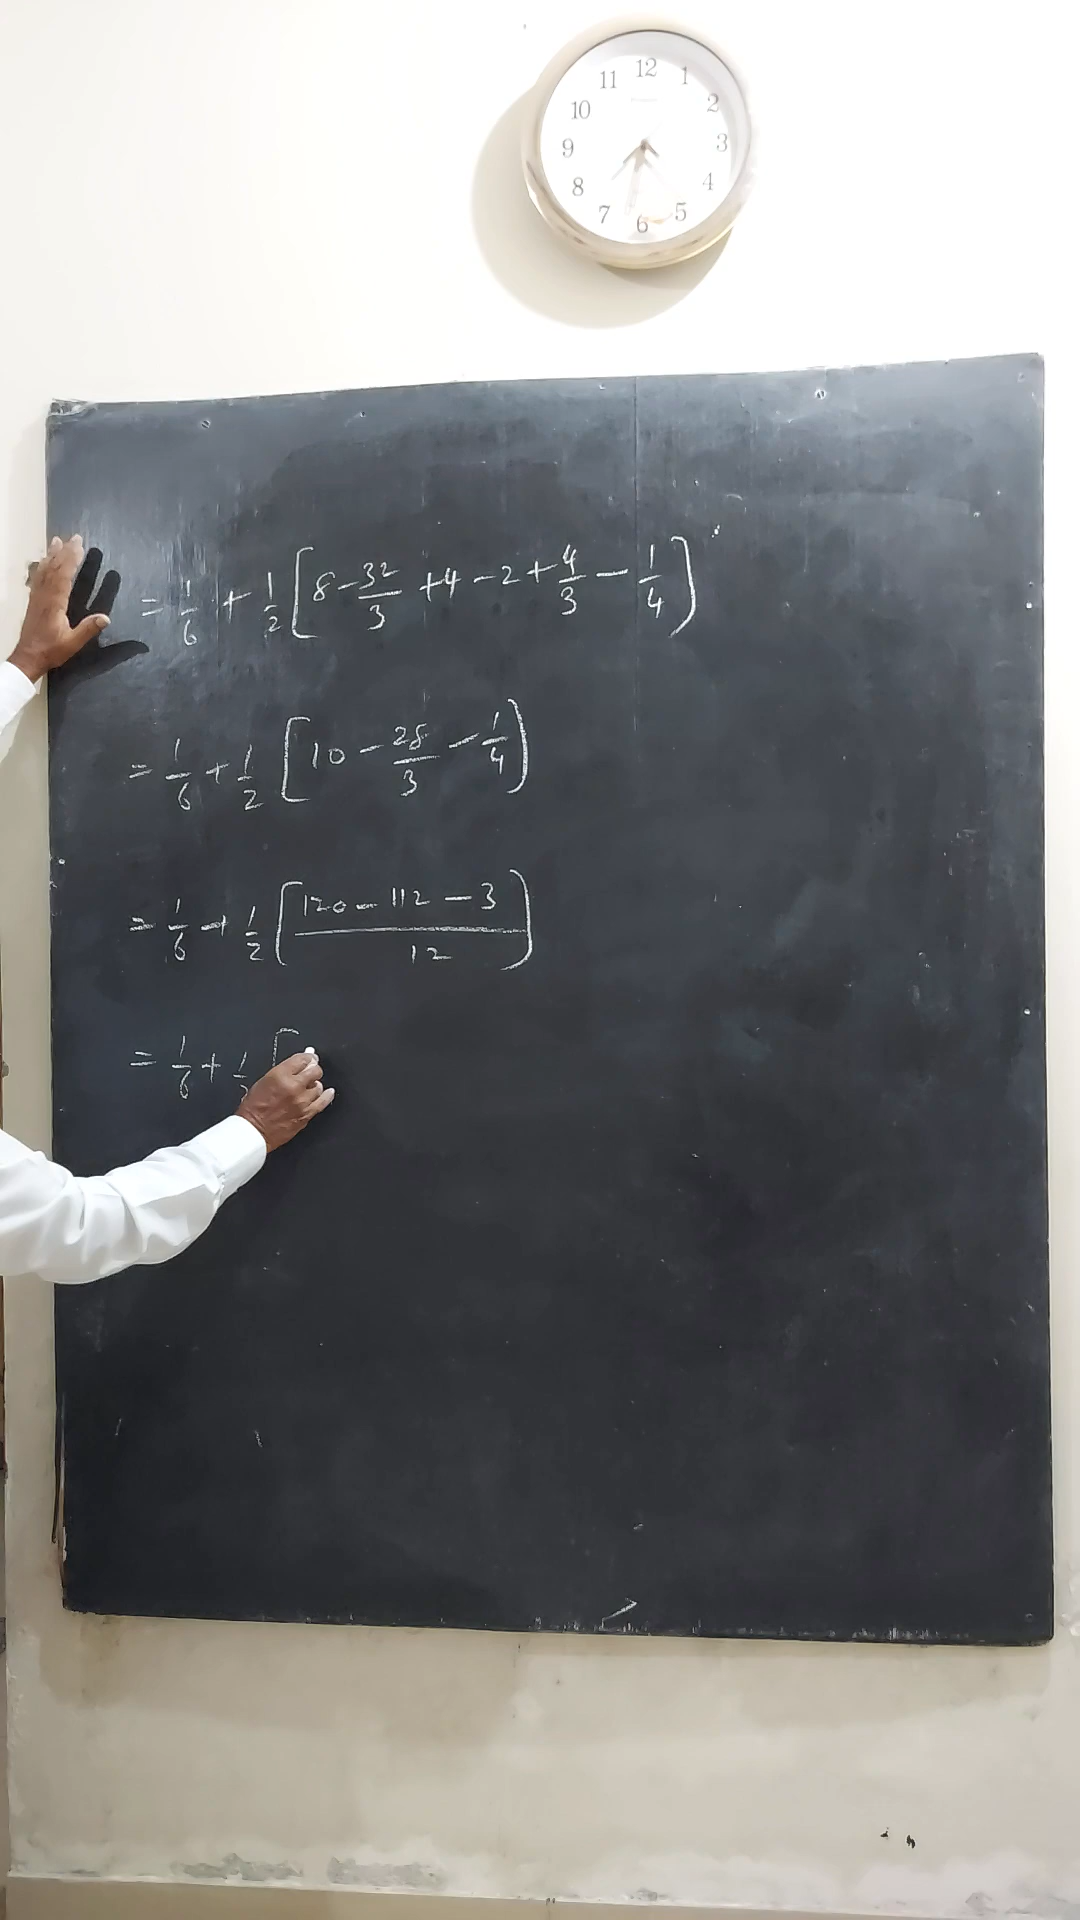 12
11 1
10 2
9 3
8 4
7 5
6
= 1/6 + 1/2 [8 - 32/3 + 4 - 2 + 4/3 - 1/4]
= 1/6 + 1/2 [10 - 28/3 - 1/4]
= 1/6 + 1/2 [(120 - 112 - 3)/12]
= 1/6 + 1/2 [